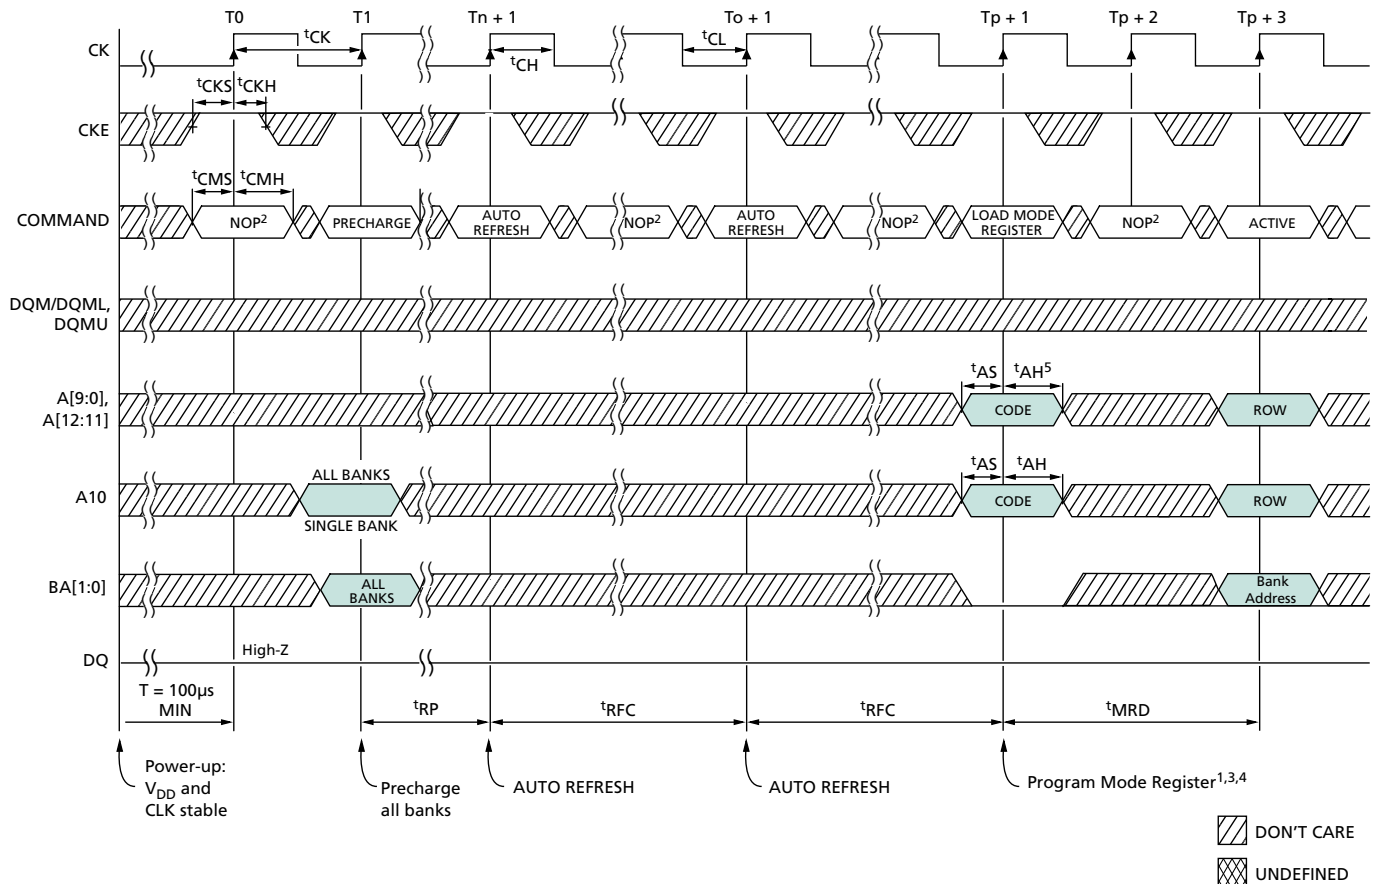 T0 T1 Tn + 1 To + 1 Tp + 1 Tp + 2 Tp + 3
CK tCK tCH tCL
tCKS tCKH
CKE
tCMS tCMH
COMMAND NOP2 PRECHARGE AUTO REFRESH NOP2 AUTO REFRESH NOP2 LOAD MODE REGISTER NOP2 ACTIVE
DQM/DQML,
DQMU
tAS tAH5
A[9:0],
A[12:11]
CODE ROW
ALL BANKS tAS tAH
A10 CODE ROW
SINGLE BANK
BA[1:0] ALL BANKS Bank Address
DQ High-Z
T = 100µs
MIN
tRP tRFC tRFC tMRD
Power-up:
VDD and
CLK stable
Precharge
all banks
AUTO REFRESH
AUTO REFRESH
Program Mode Register1,3,4
DON'T CARE
UNDEFINED